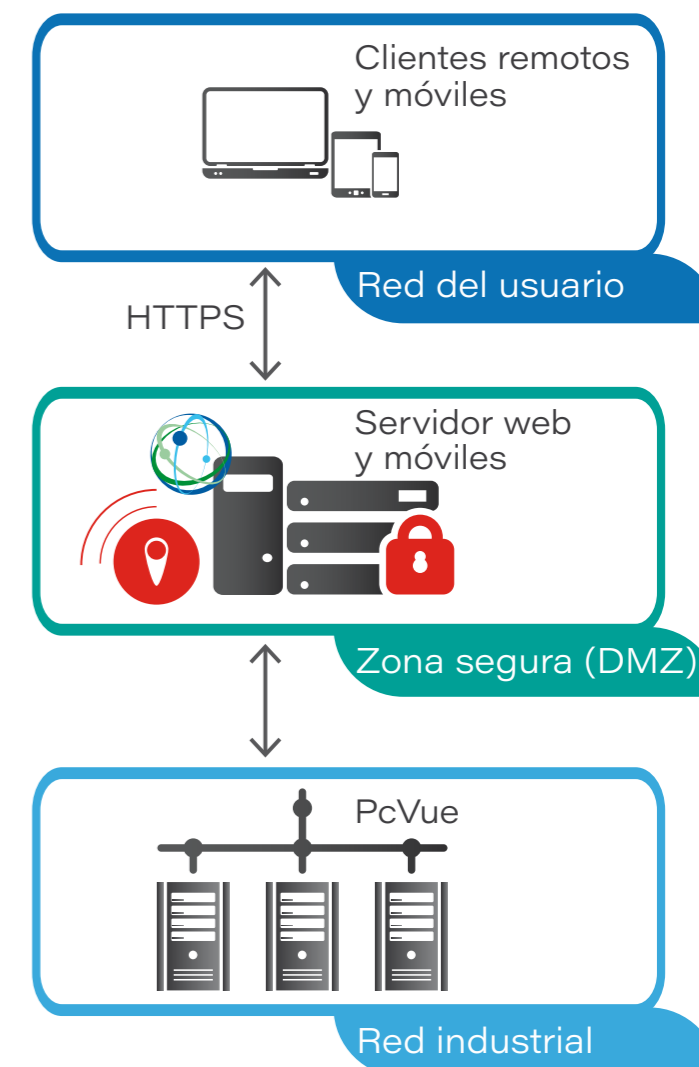 Clientes remotos
y móviles
Red del usuario
HTTPS
Servidor web
y móviles
Zona segura (DMZ)
PcVue
Red industrial